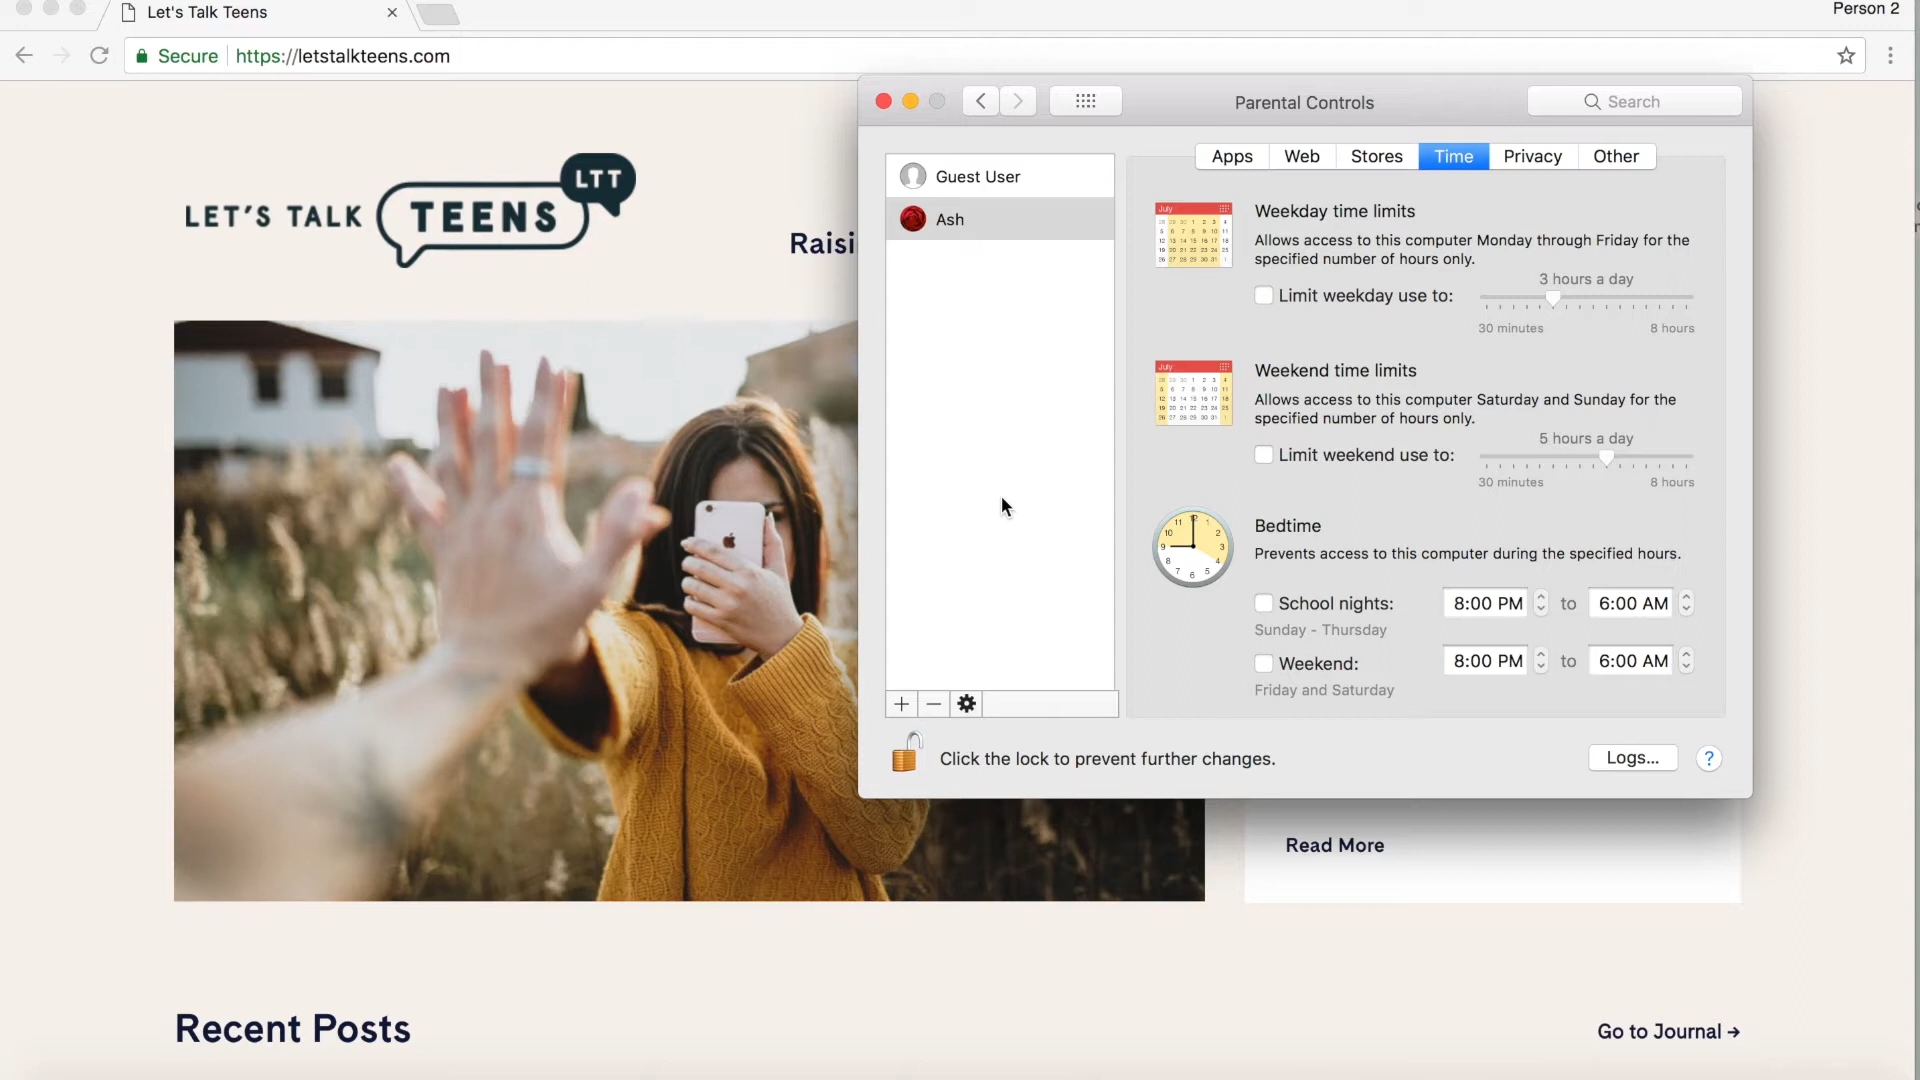 Let's Talk Teens
Person 2
Secure
https://letstalkteens.com
LET'S TALK TEENS LTT
Parental Controls
Search
Guest User
Ash
Apps Web Stores Time Privacy Other
Weekday time limits
Allows access to this computer Monday through Friday for the
specified number of hours only.
3 hours a day
Limit weekday use to:
30 minutes 8 hours
Weekend time limits
Allows access to this computer Saturday and Sunday for the
specified number of hours only.
5 hours a day
Limit weekend use to:
30 minutes 8 hours
Bedtime
Prevents access to this computer during the specified hours.
School nights: 8:00 PM to 6:00 AM
Sunday - Thursday
Weekend: 8:00 PM to 6:00 AM
Friday and Saturday
Click the lock to prevent further changes.
Logs...
?
July
July
Read More
Recent Posts
Go to Journal →